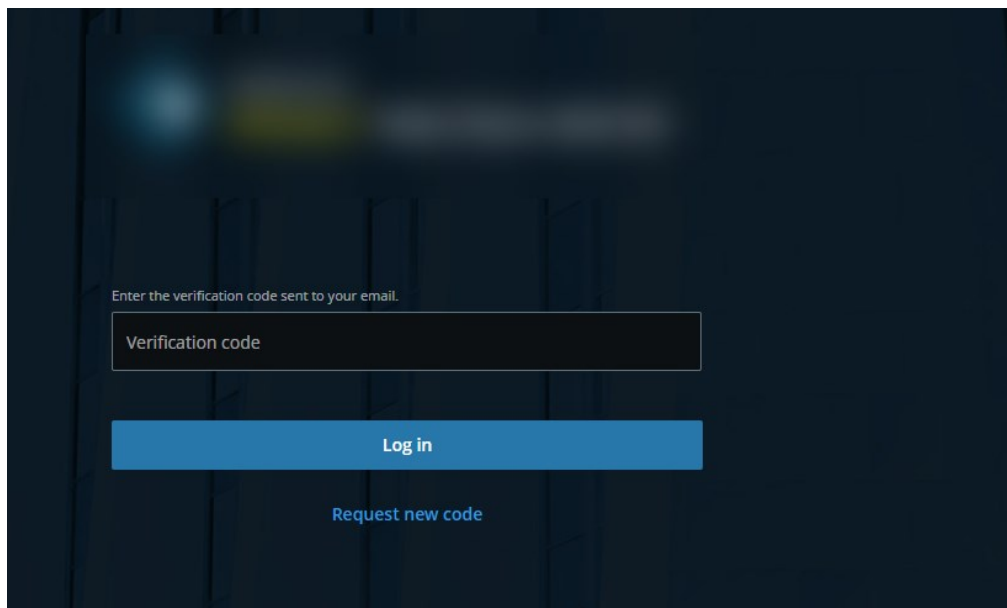 Enter the verification code sent to your email.
Verification code
Log in
Request new code